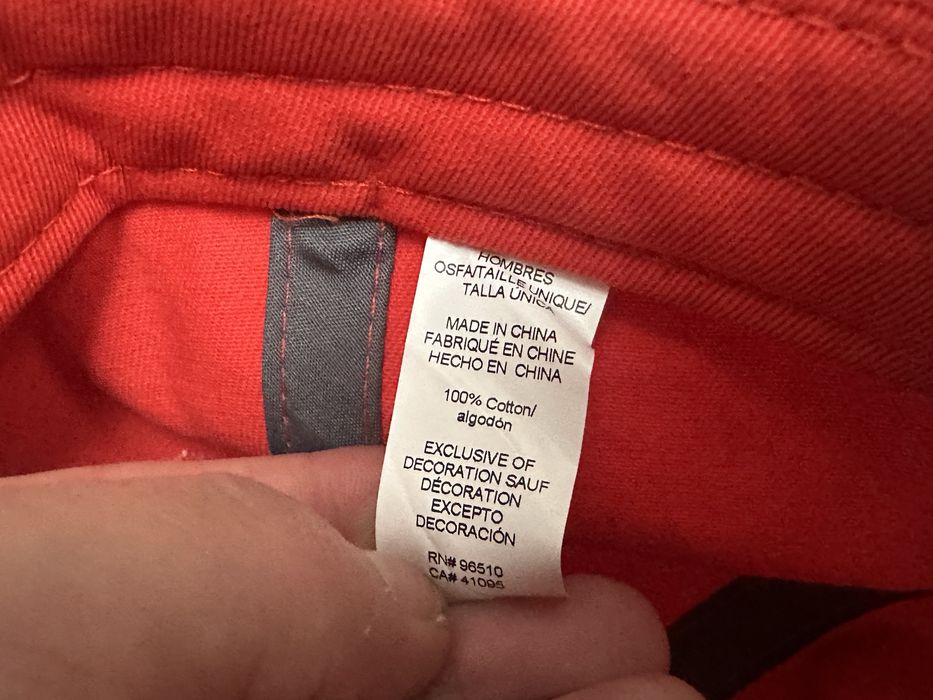 HOMBRES
OSFA/TAILLE UNIQUE/
TALLA ÚNICA
MADE IN CHINA
FABRIQUÉ EN CHINE
HECHO EN CHINA
100% Cotton/
algodón
EXCLUSIVE OF
DECORATION SAUF
DÉCORATION
EXCEPTO
DECORACIÓN
RN# 96510
CA# 41095